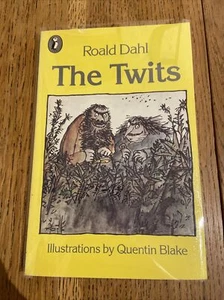 Roald Dahl
The Twits
Illustrations by Quentin Blake